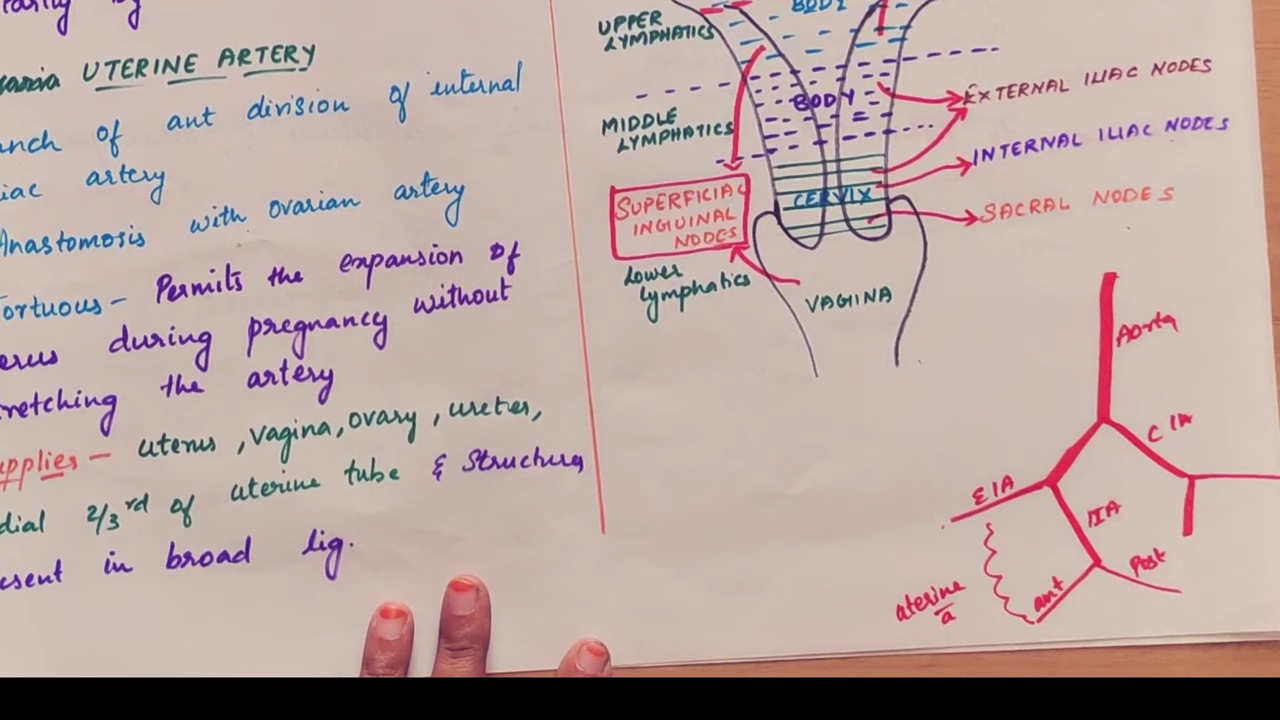 UTERINE ARTERY
of ant division of internal
artery
Anastomosis with ovarian artery
Permits the expansion of
during pregnancy without
the artery
uterus, vagina, ovary, ureter,
2/3rd of uterine tube & Structures
in broad lig.
UPPER
LYMPHATICS
BODY
MIDDLE
LYMPHATICS
BODY
EXTERNAL ILIAC NODES
INTERNAL ILIAC NODES
SUPERFICIAL
INGUINAL
NODES
CERVIX
SACRAL NODES
Lower
lymphatics
VAGINA
Aorta
CIA
EIA
IIA
Post
ant
uterine
a